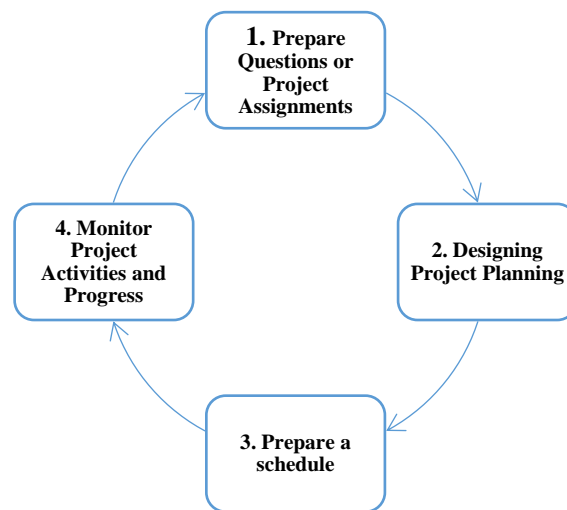 1. Prepare
Questions or
Project
Assignments
2. Designing
Project Planning
3. Prepare a
schedule
4. Monitor
Project
Activities and
Progress